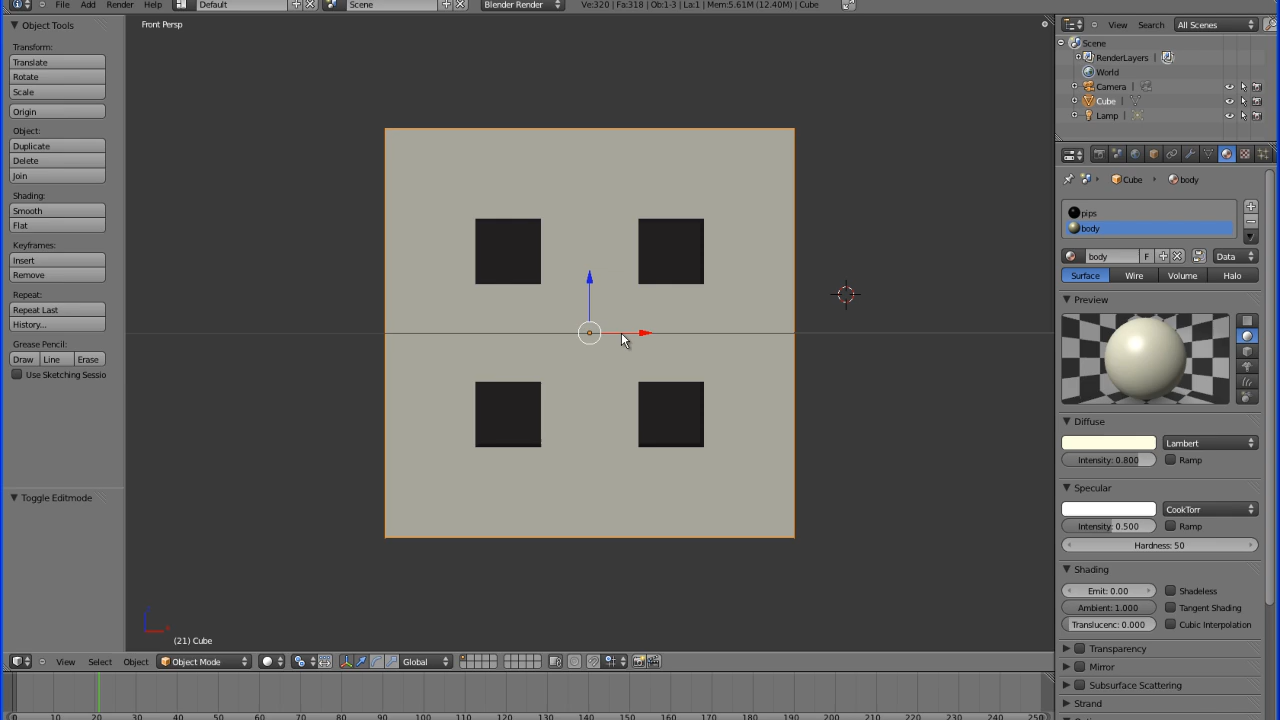 File Add Render Help Default Scene Blender Render Ve:320 | Fa:318 | Ob:1-3 | La:1 | Mem:5.61M (12.40M) | Cube
Object Tools
Transform:
Translate
Rotate
Scale
Origin
Object:
Duplicate
Delete
Join
Shading:
Smooth
Flat
Keyframes:
Insert
Remove
Repeat:
Repeat Last
History...
Grease Pencil:
Draw Line Erase
Use Sketching Sessio
Toggle Editmode
Front Persp
(21) Cube
View Select Object Object Mode Global
0 10 20 30 40 50 60 70 80 90 100 110 120 130 140 150 160 170 180 190 200 210 220 230 240 250
View Search All Scenes
Scene
RenderLayers
World
Camera
Cube
Lamp
Cube body
pips
body
body F Data
Surface Wire Volume Halo
Preview
Diffuse
Lambert
Intensity: 0.800 Ramp
Specular
CookTorr
Intensity: 0.500 Ramp
Hardness: 50
Shading
Emit: 0.00 Shadeless
Ambient: 1.000 Tangent Shading
Translucenc: 0.000 Cubic Interpolation
Transparency
Mirror
Subsurface Scattering
Strand